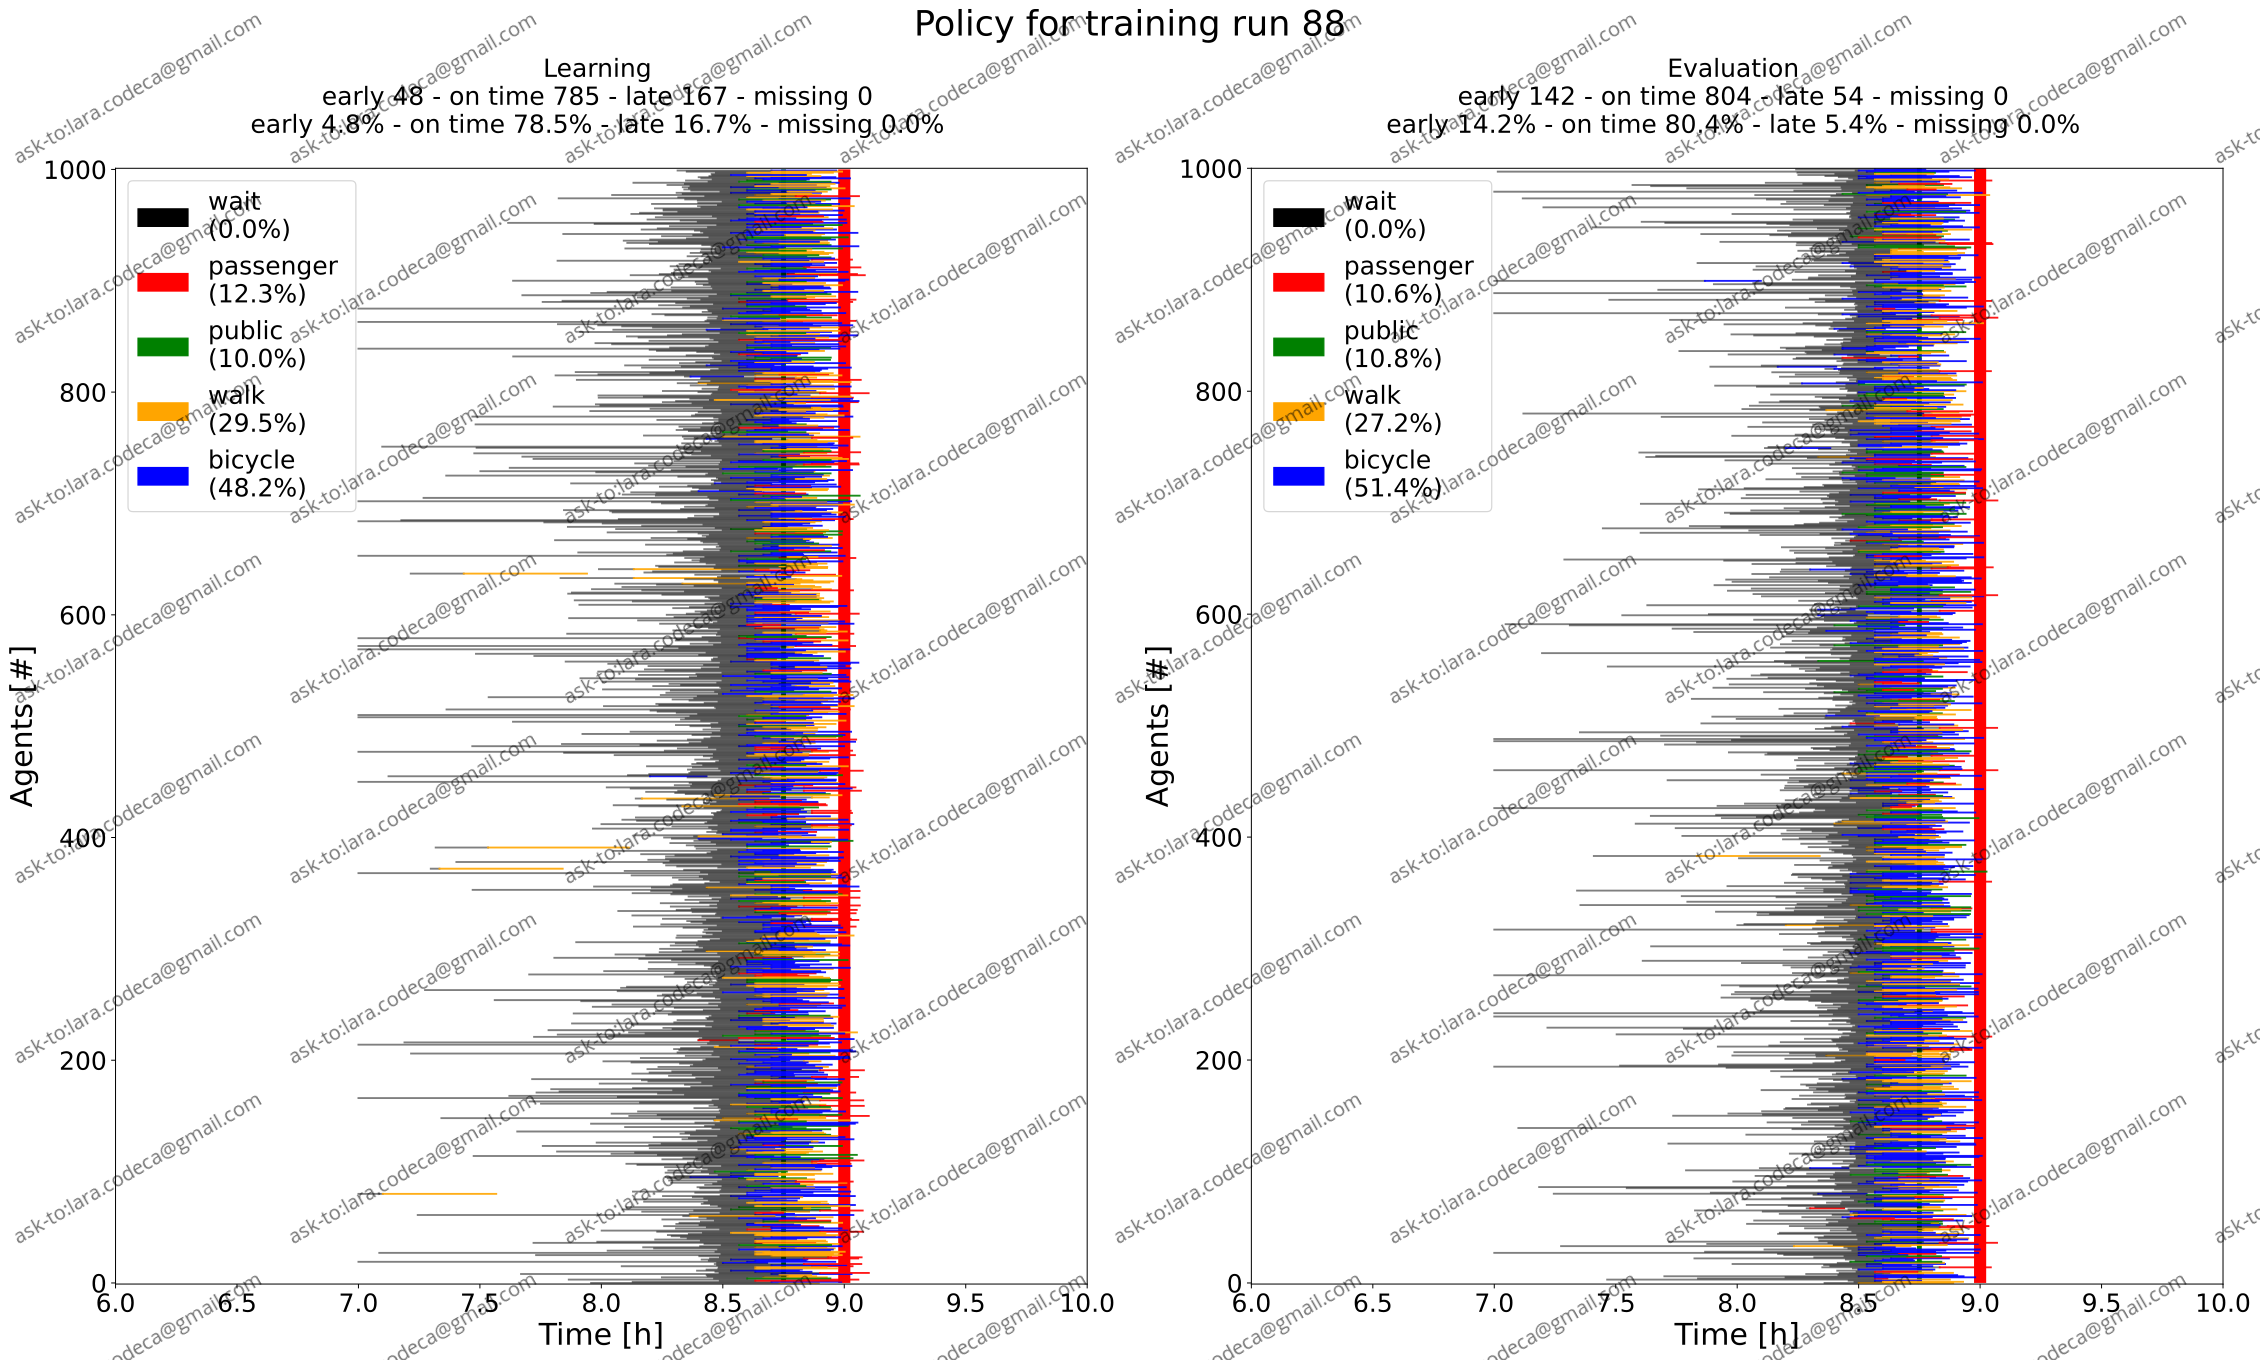 Policy for training run 88
Learning
early 48 - on time 785 - late 167 - missing 0
early 4.8% - on time 78.5% - late 16.7% - missing 0.0%
1000
800
600
400
200
0
Agents [#]
wait
(0.0%)
passenger
(12.3%)
public
(10.0%)
walk
(29.5%)
bicycle
(48.2%)
6.0 6.5 7.0 7.5 8.0 8.5 9.0 9.5 10.0
Time [h]
Evaluation
early 142 - on time 804 - late 54 - missing 0
early 14.2% - on time 80.4% - late 5.4% - missing 0.0%
1000
800
600
400
200
0
Agents [#]
wait
(0.0%)
passenger
(10.6%)
public
(10.8%)
walk
(27.2%)
bicycle
(51.4%)
6.0 6.5 7.0 7.5 8.0 8.5 9.0 9.5 10.0
Time [h]
ask-to:lara.codeca@gmail.com